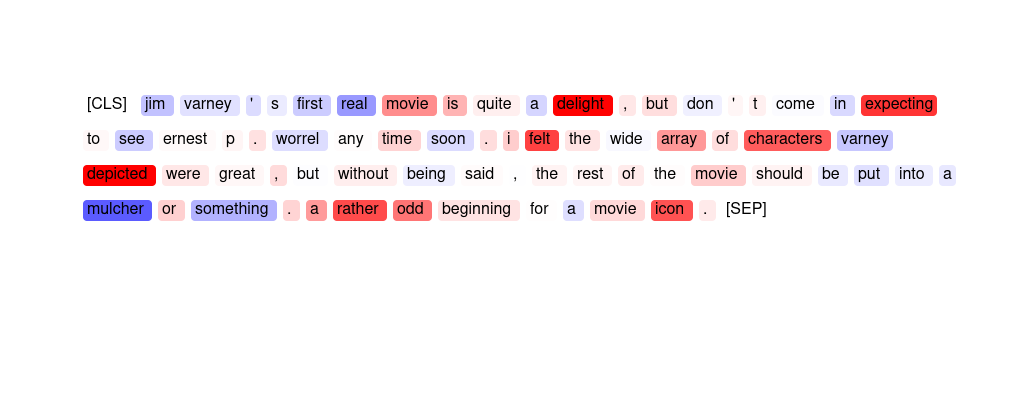 [CLS] jim varney ' s first real movie is quite a delight , but don ' t come in expecting
to see ernest p . worrel any time soon . i felt the wide array of characters varney
depicted were great , but without being said , the rest of the movie should be put into a
mulcher or something . a rather odd beginning for a movie icon . [SEP]